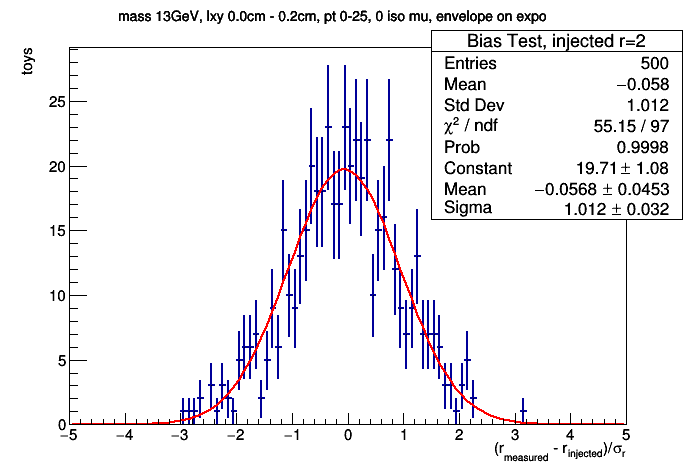 mass 13GeV, lxy 0.0cm - 0.2cm, pt 0-25, 0 iso mu, envelope on expo
Bias Test, injected r=2
Entries 500
Mean −0.058
Std Dev 1.012
χ² / ndf 55.15 / 97
Prob 0.9998
Constant 19.71 ± 1.08
Mean −0.0568 ± 0.0453
Sigma 1.012 ± 0.032
toys
25
20
15
10
5
0
−5 −4 −3 −2 −1 0 1 2 3 4 5
(r_measured - r_injected)/σ_r